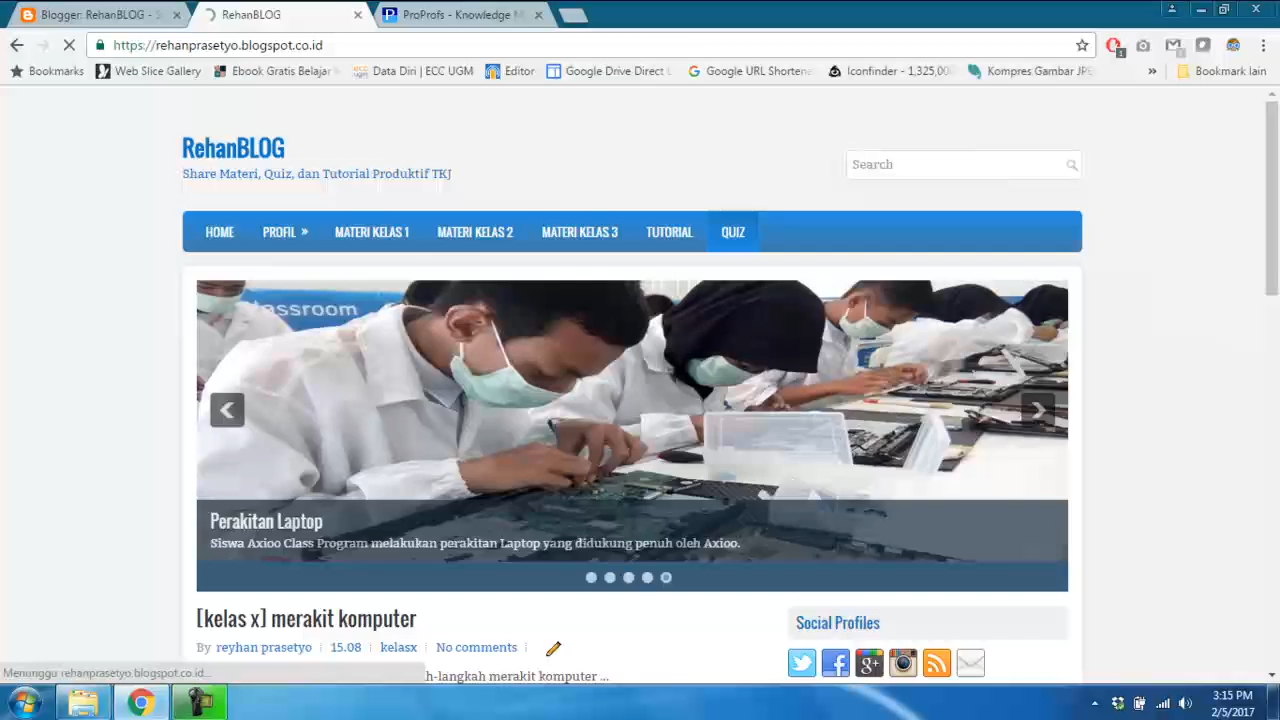 Blogger: RehanBLOG - S
RehanBLOG
ProProfs - Knowledge M
https://rehanprasetyo.blogspot.co.id
1
Bookmarks
Web Slice Gallery
Ebook Gratis Belajar
Data Diri | ECC UGM
Editor
Google Drive Direct L
Google URL Shortene
Iconfinder - 1,325,00
Kompres Gambar JPE
»
Bookmark lain
RehanBLOG
Share Materi, Quiz, dan Tutorial Produktif TKJ
Search
HOME PROFIL » MATERI KELAS 1 MATERI KELAS 2 MATERI KELAS 3 TUTORIAL QUIZ
classroom
Perakitan Laptop
Siswa Axioo Class Program melakukan perakitan Laptop yang didukung penuh oleh Axioo.
[kelas x] merakit komputer
By reyhan prasetyo 15.08 kelasx No comments
h-langkah merakit komputer ...
Social Profiles
Meninggu rehanprasetyo.blogspot.co.id...
3:15 PM
2/5/2017